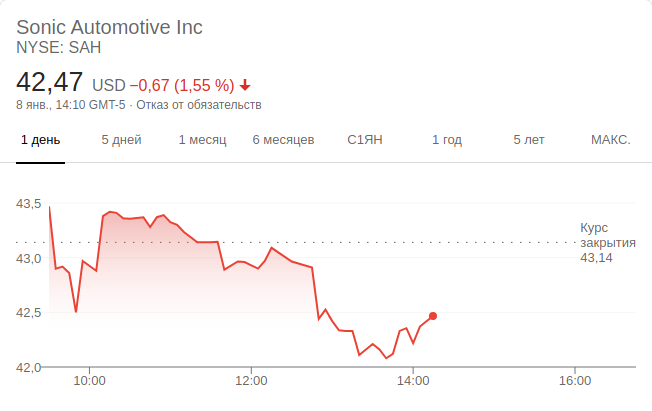 Sonic Automotive Inc
NYSE: SAH
42,47 USD −0,67 (1,55 %)
8 янв., 14:10 GMT-5 · Отказ от обязательств
1 день 5 дней 1 месяц 6 месяцев С1ЯН 1 год 5 лет МАКС.
43,5
Курс
закрытия
43,14
43,0
42,5
42,0
10:00 12:00 14:00 16:00